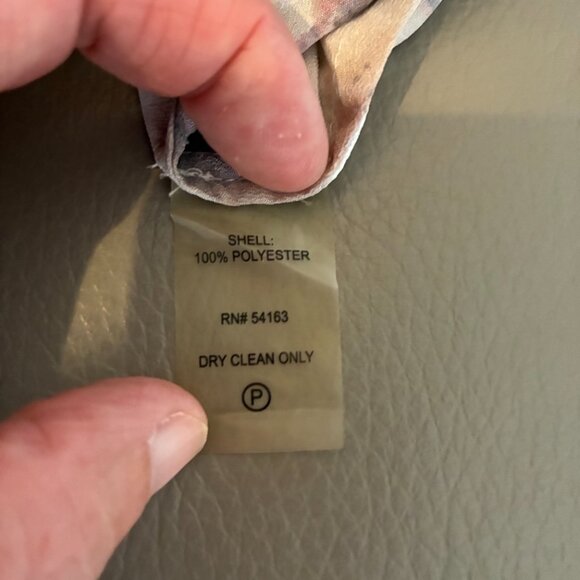 SHELL:
100% POLYESTER
RN# 54163
DRY CLEAN ONLY
P